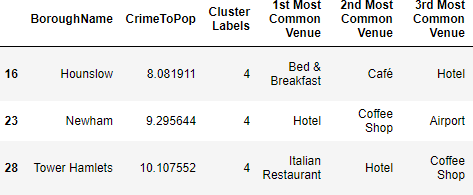 BoroughName CrimeToPop Cluster Labels 1st Most Common Venue 2nd Most Common Venue 3rd Most Common Venue
16 Hounslow 8.081911 4 Bed & Breakfast Café Hotel
23 Newham 9.295644 4 Hotel Coffee Shop Airport
28 Tower Hamlets 10.107552 4 Italian Restaurant Hotel Coffee Shop